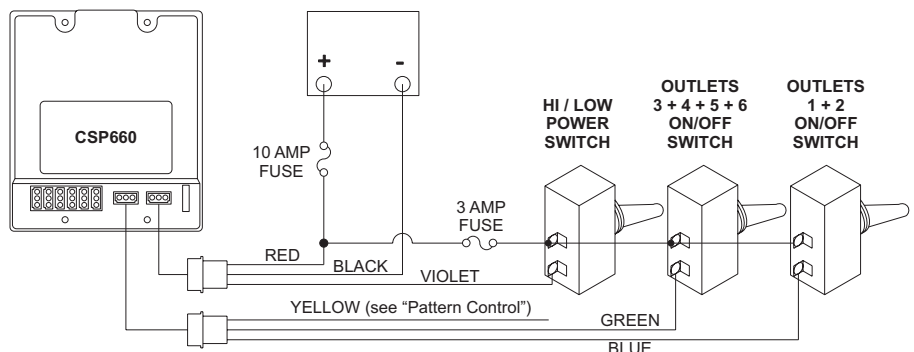 CSP660
+ -
10 AMP
FUSE
3 AMP
FUSE
HI / LOW
POWER
SWITCH
OUTLETS
3 + 4 + 5 + 6
ON/OFF
SWITCH
OUTLETS
1 + 2
ON/OFF
SWITCH
RED
BLACK
VIOLET
YELLOW (see “Pattern Control”)
GREEN
BLUE